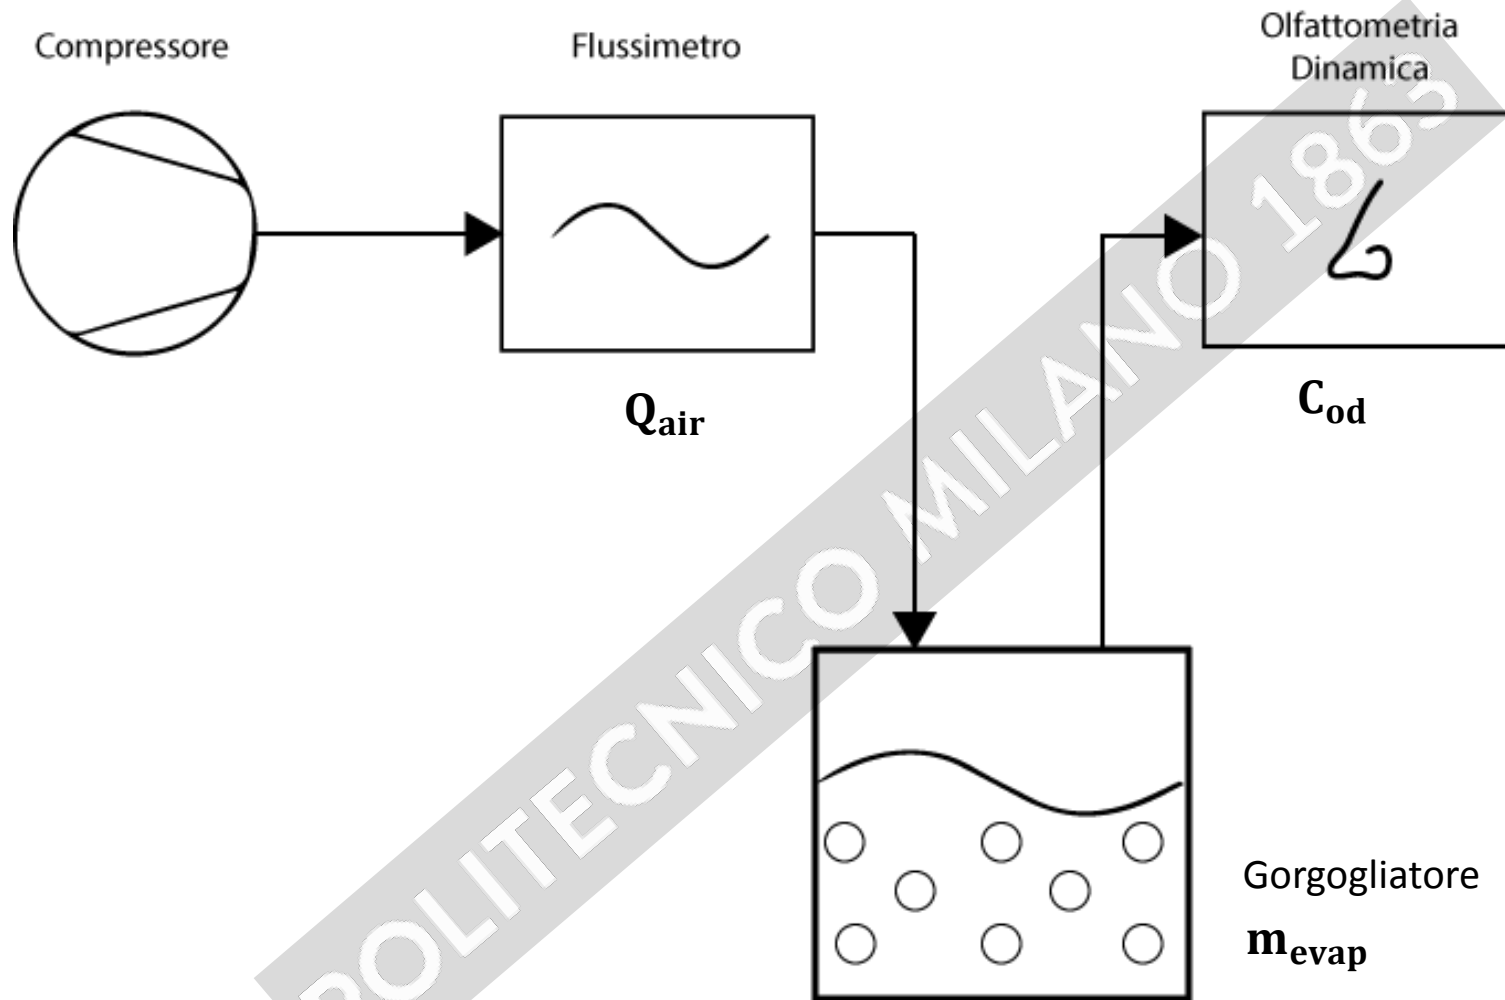 Compressore
Flussimetro
Olfattometria
Dinamica
Qair
Cod
Gorgogliatore
mevap
POLITECNICO MILANO 1863